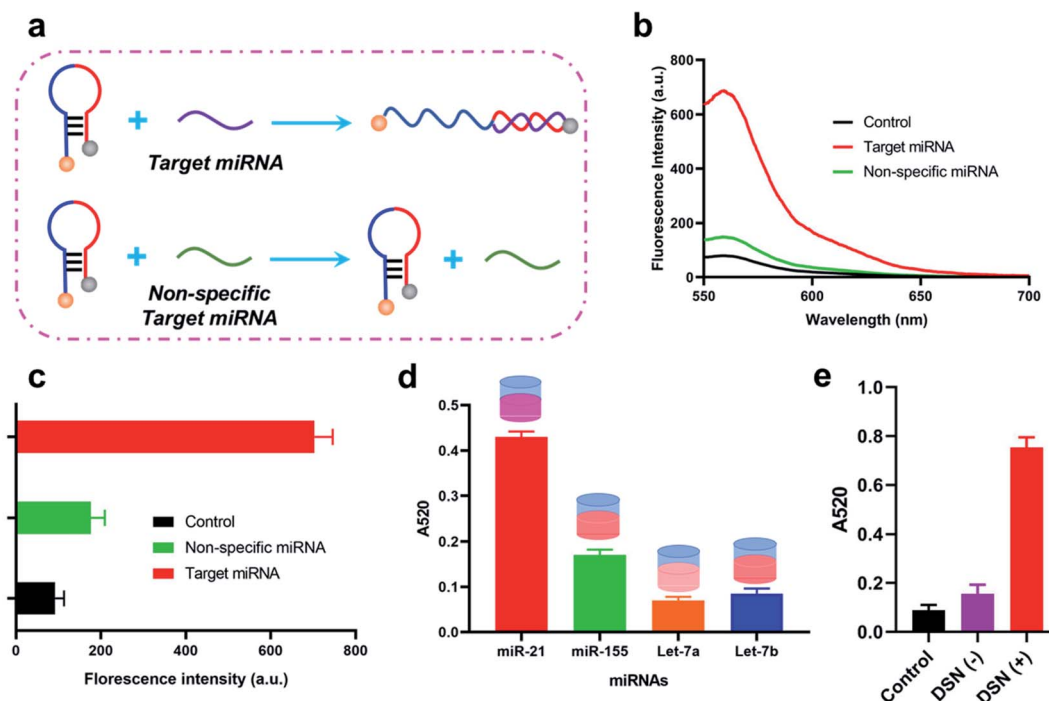 a
+
Target miRNA
+
Non-specific
Target miRNA
+
b
Fluorescence Intensity (a.u.)
800
600
400
200
0
Control
Target miRNA
Non-specific miRNA
550
600
650
700
Wavelength (nm)
c
Control
Non-specific miRNA
Target miRNA
0
200
400
600
800
Florescence intensity (a.u.)
d
A520
0.5
0.4
0.3
0.2
0.1
0.0
miR-21
miR-155
Let-7a
Let-7b
miRNAs
e
A520
1.0
0.8
0.6
0.4
0.2
0.0
Control
DSN (-)
DSN (+)